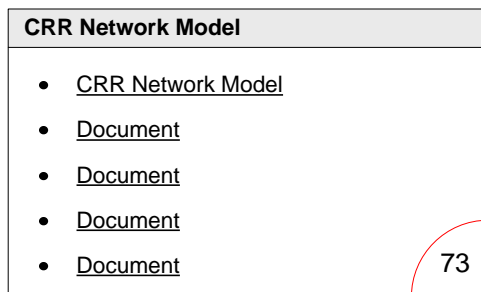 CRR Network Model
• CRR Network Model
• Document
• Document
• Document
• Document
73